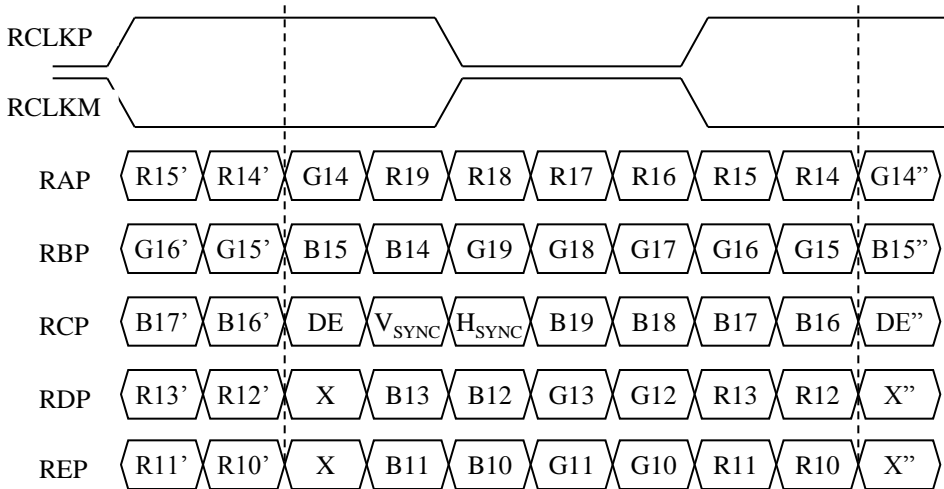 RCLKP
RCLKM
RAP R15’ R14’ G14 R19 R18 R17 R16 R15 R14 G14”
RBP G16’ G15’ B15 B14 G19 G18 G17 G16 G15 B15”
RCP B17’ B16’ DE VSYNC HSYNC B19 B18 B17 B16 DE”
RDP R13’ R12’ X B13 B12 G13 G12 R13 R12 X”
REP R11’ R10’ X B11 B10 G11 G10 R11 R10 X”